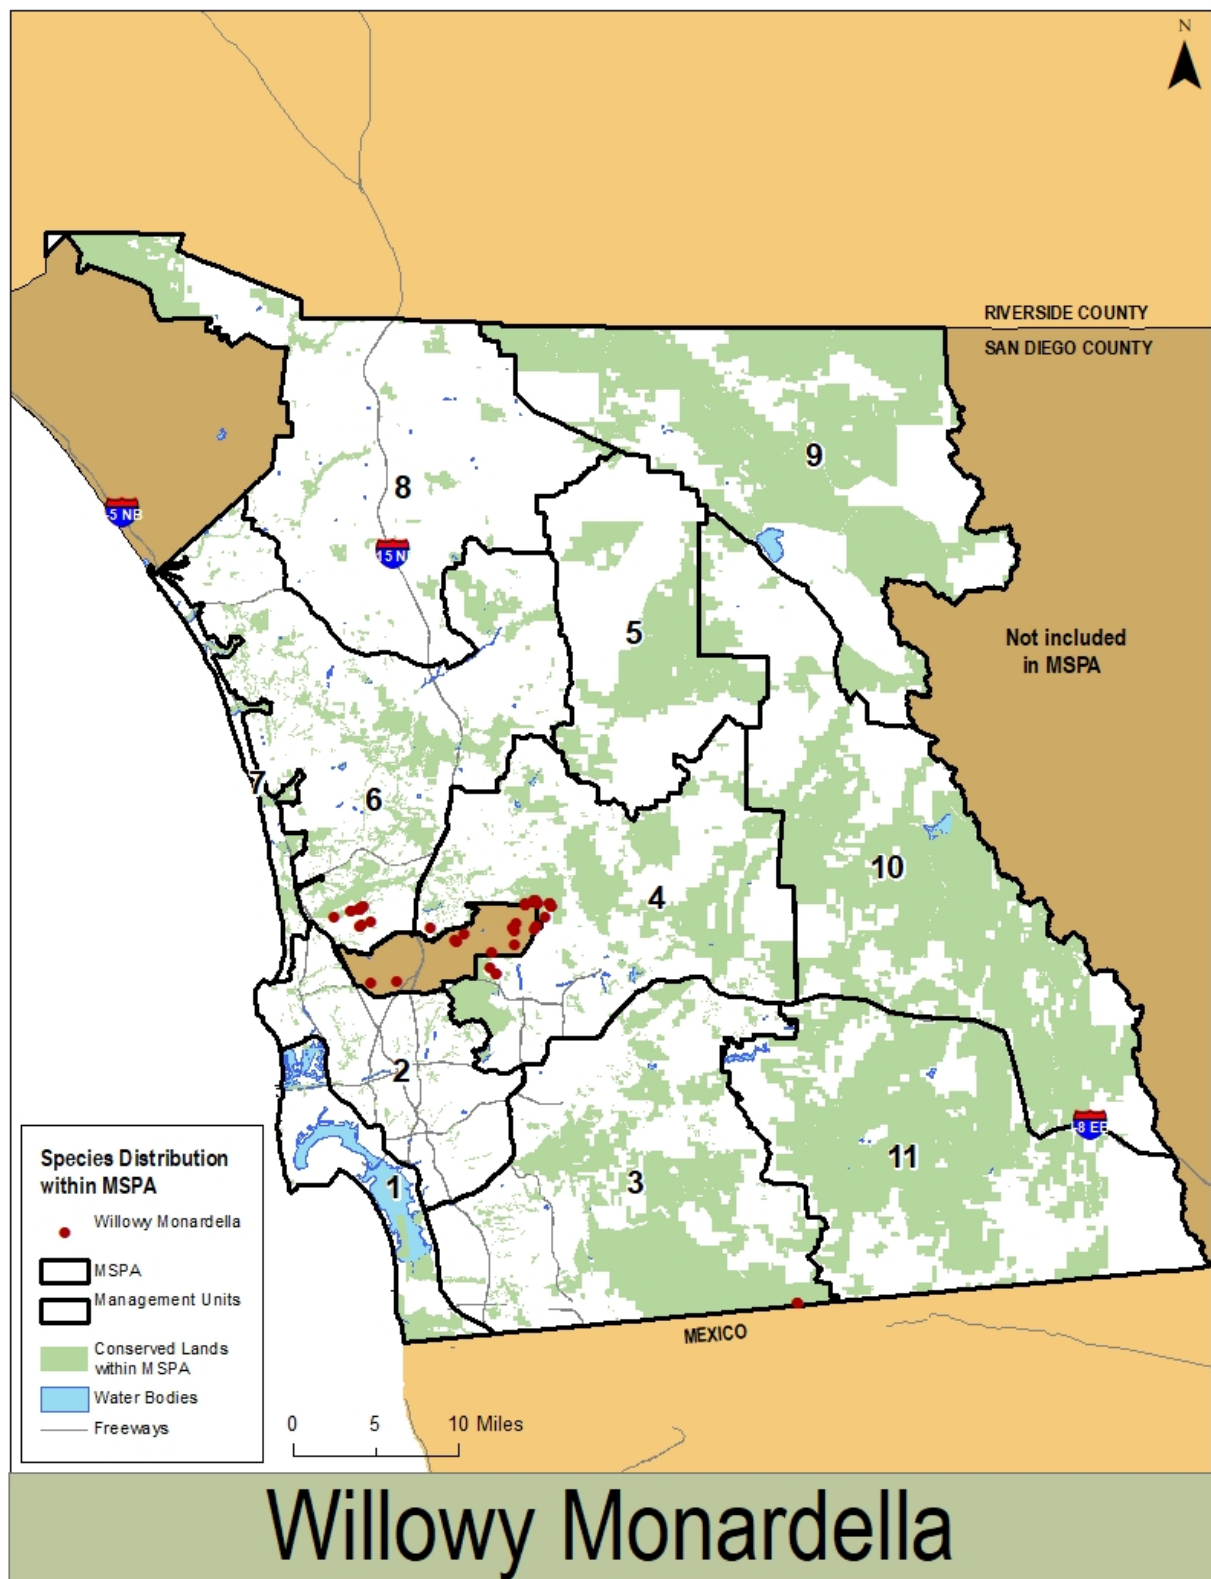 N
RIVERSIDE COUNTY
SAN DIEGO COUNTY
9
8
-5 NB
15 N
5
Not included
in MSPA
7
6
10
4
2
-8 EE
11
3
1
Species Distribution
within MSPA
Willowy Monardella
MSPA
Management Units
Conserved Lands
within MSPA
Water Bodies
Freeways
MEXICO
0 5 10 Miles
Willowy Monardella